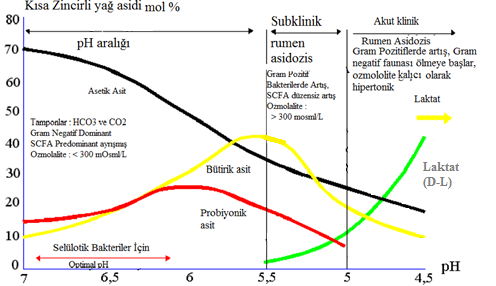 Kısa Zincirli yağ asidi mol %
80
70
60
50
40
30
20
10
0
pH aralığı
Asetik Asit
Tamponlar : HCO3 ve CO2
Gram Negatif Dominant
SCFA Predominant ayrışmış
Ozmolalite : < 300 mOsml/L
Bütirik asit
Probiyonik
asit
Selülotik Bakteriler İçin
Optimal pH
Subklinik
rumen
asidozis
Gram Pozitif
Bakterilerde Artış,
SCFA düzensiz artış
Ozmolalite :
> 300 mosml/L
Akut klinik
Rumen Asidozis
Gram Pozitiflerde artış, Gram
negatif faunası ölmeye başlar,
ozmololite kalıcı olarak
hipertonik
Laktat
Laktat
(D-L)
7
6,5
6
5,5
5
4,5
pH